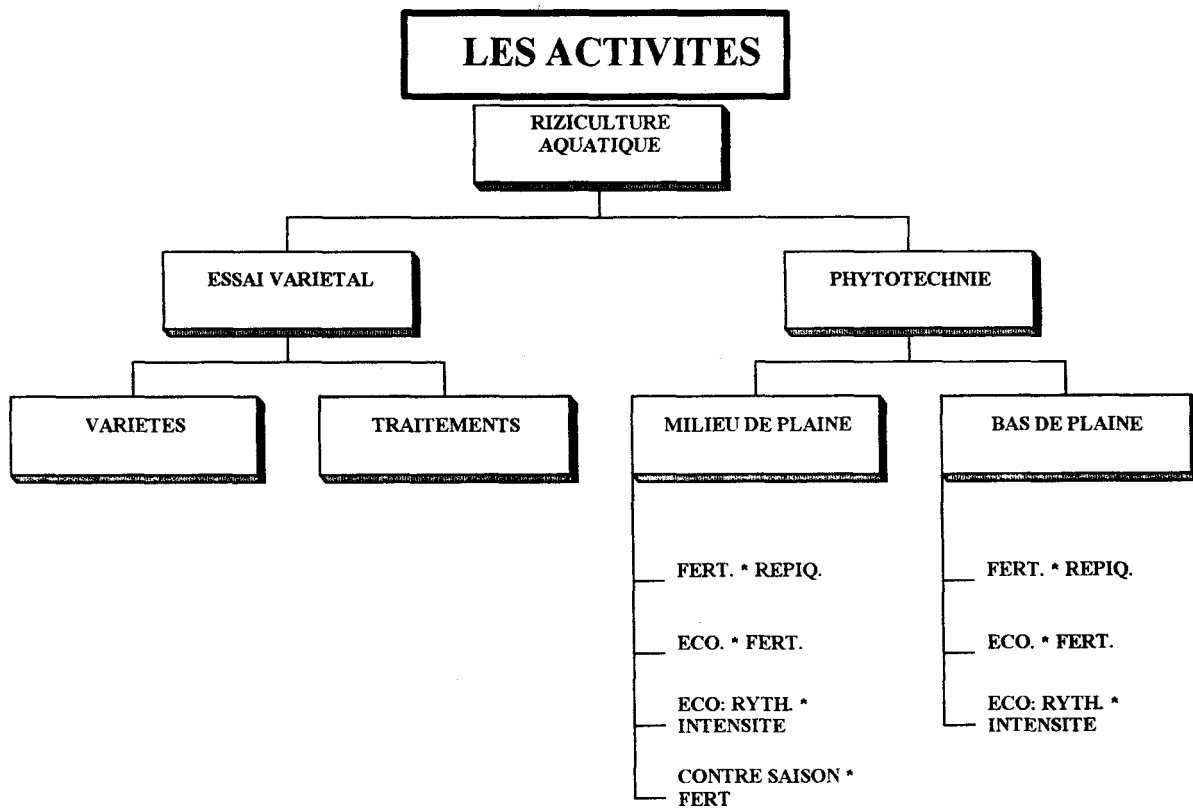 LES ACTIVITES
RIZICULTURE
AQUATIQUE
ESSAI VARIETAL
PHYTOTECHNIE
VARIETES
TRAITEMENTS
MILIEU DE PLAINE
BAS DE PLAINE
FERT. * REPIQ.
ECO. * FERT.
ECO: RYTH. *
INTENSITE
CONTRE SAISON *
FERT
FERT. * REPIQ.
ECO. * FERT.
ECO: RYTH. *
INTENSITE